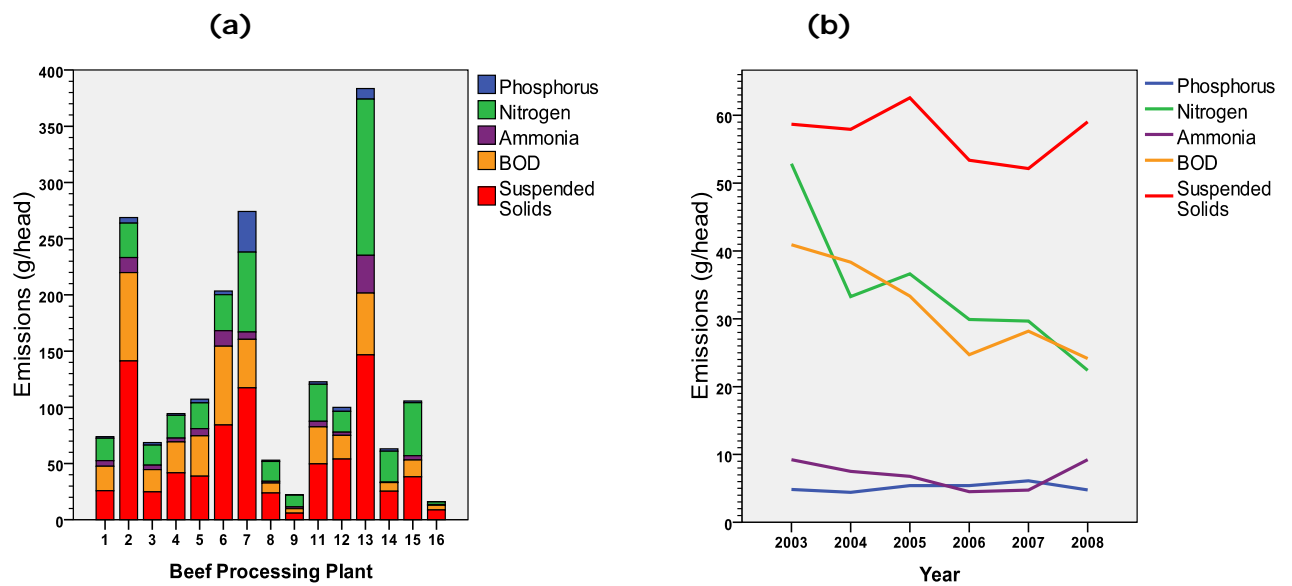 (a)
400
350
300
250
200
150
100
50
0
Emissions (g/head)
1 2 3 4 5 6 7 8 9 11 12 13 14 15 16
Beef Processing Plant
Phosphorus
Nitrogen
Ammonia
BOD
Suspended
Solids
(b)
60
50
40
30
20
10
0
Emissions (g/head)
2003 2004 2005 2006 2007 2008
Year
Phosphorus
Nitrogen
Ammonia
BOD
Suspended
Solids